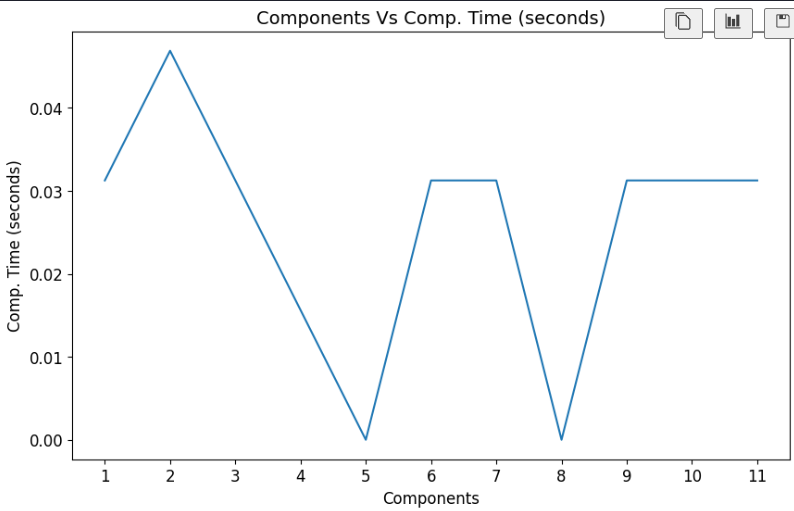 Components Vs Comp. Time (seconds)
Comp. Time (seconds)
0.04
0.03
0.02
0.01
0.00
1 2 3 4 5 6 7 8 9 10 11
Components